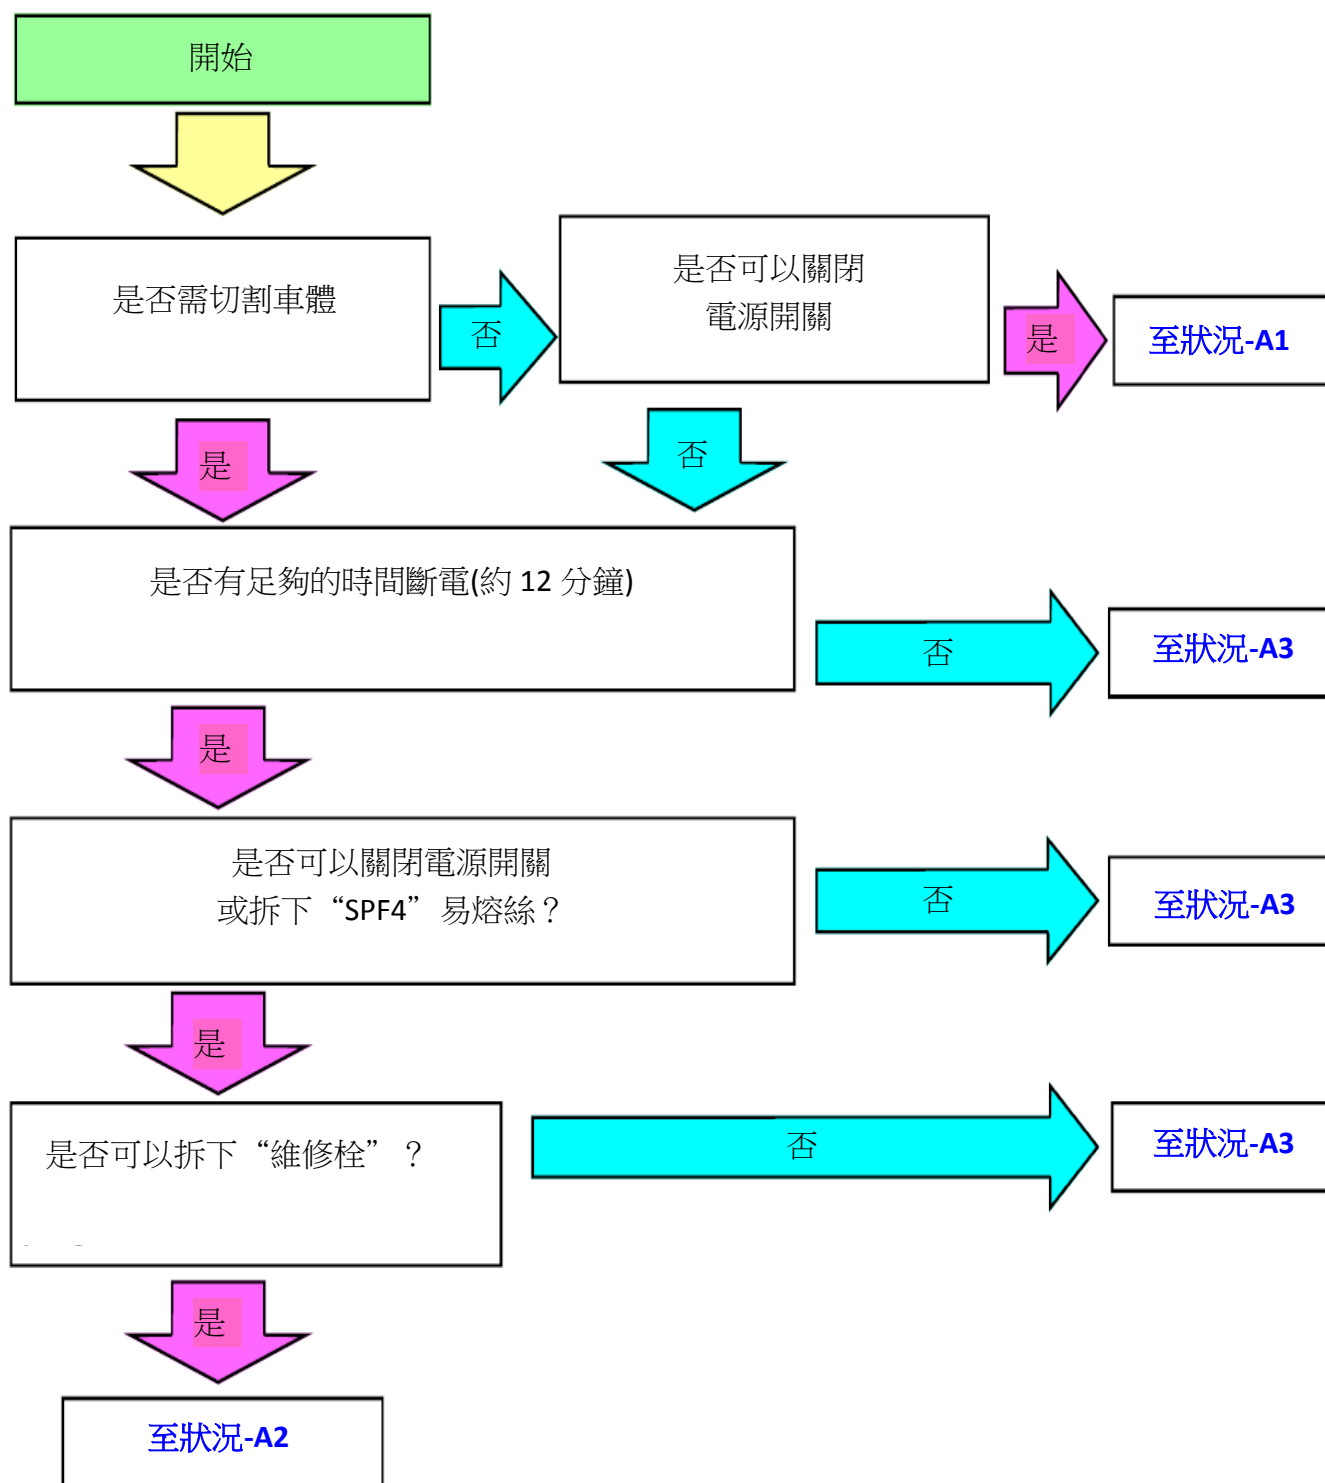 開始
是否需切割車體
否
是否可以關閉
電源開關
是
至狀況-A1
是
否
是否有足夠的時間斷電(約 12 分鐘)
否
至狀況-A3
是
是否可以關閉電源開關
或拆下“SPF4”易熔絲？
否
至狀況-A3
是
是否可以拆下“維修栓”？
否
至狀況-A3
是
至狀況-A2